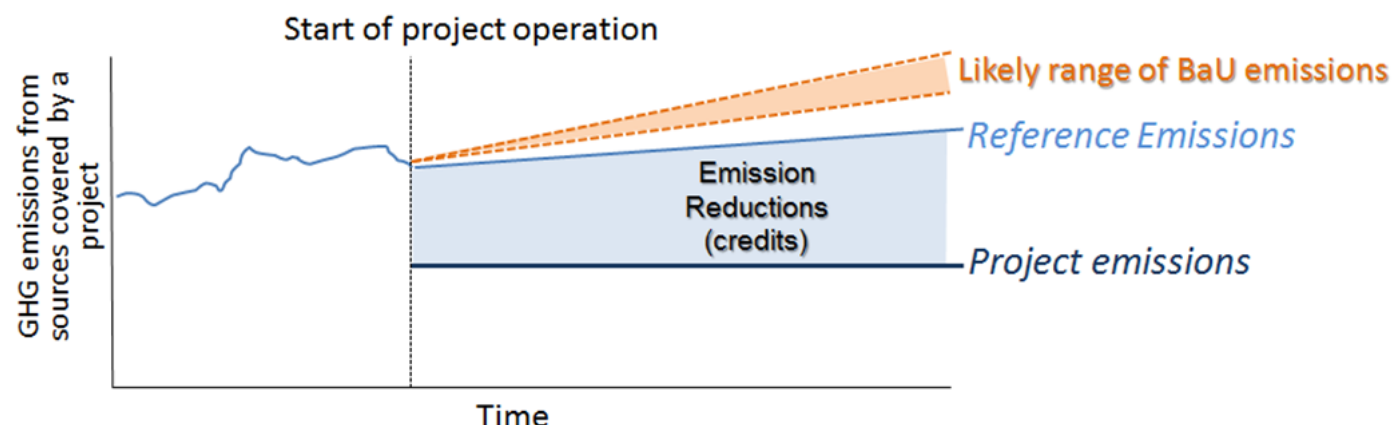 Start of project operation
GHG emissions from
sources covered by a
project
Likely range of BaU emissions
Reference Emissions
Emission
Reductions
(credits)
Project emissions
Time